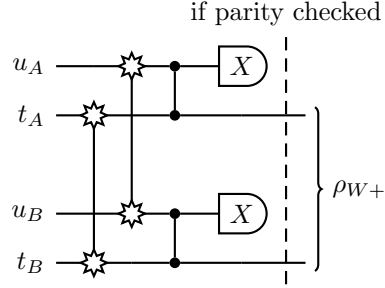 if parity checked
u_A
X
t_A
ρ_{W+}
u_B
X
t_B